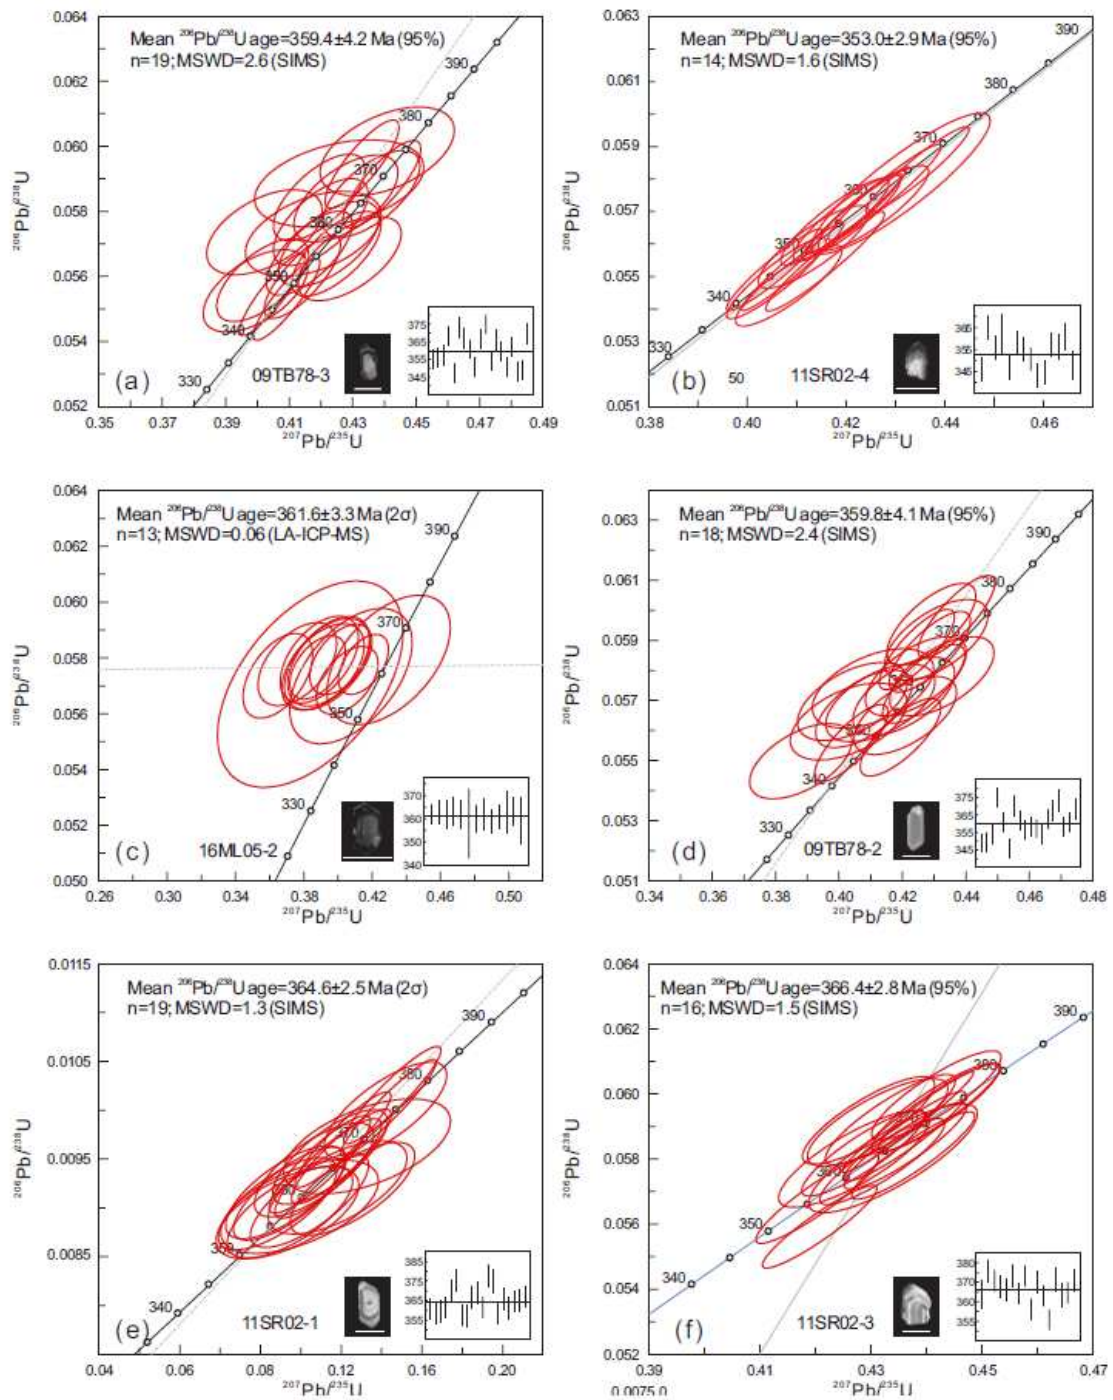 0.064
0.062
0.060
0.058
0.056
0.054
0.052
²⁰⁶Pb/²³⁸U
Mean ²⁰⁶Pb/²³⁸U age=359.4±4.2 Ma (95%)
n=19; MSWD=2.6 (SIMS)
390
380
370
360
350
340
330
375
365
355
345
(a)
09TB78-3
0.35 0.37 0.39 0.41 0.43 0.45 0.47 0.49
²⁰⁷Pb/²³⁵U
0.063
0.061
0.059
0.057
0.055
0.053
0.051
²⁰⁶Pb/²³⁸U
Mean ²⁰⁶Pb/²³⁸U age=353.0±2.9 Ma (95%)
n=14; MSWD=1.6 (SIMS)
390
380
370
360
350
340
330
365
353
345
(b)
50
11SR02-4
0.38 0.40 0.42 0.44 0.46
²⁰⁷Pb/²³⁵U
0.064
0.062
0.060
0.058
0.056
0.054
0.052
0.050
²⁰⁶Pb/²³⁸U
Mean ²⁰⁶Pb/²³⁸U age=361.6±3.3 Ma (2σ)
n=13; MSWD=0.06 (LA-ICP-MS)
390
370
350
330
370
360
350
340
(c)
16ML05-2
0.26 0.30 0.34 0.38 0.42 0.46 0.50
²⁰⁷Pb/²³⁵U
0.063
0.061
0.059
0.057
0.055
0.053
0.051
²⁰⁶Pb/²³⁸U
Mean ²⁰⁶Pb/²³⁸U age=359.8±4.1 Ma (95%)
n=18; MSWD=2.4 (SIMS)
390
380
370
360
350
340
330
375
365
355
345
(d)
09TB78-2
0.34 0.36 0.38 0.40 0.42 0.44 0.46 0.48
²⁰⁷Pb/²³⁵U
0.0115
0.0105
0.0095
0.0085
²⁰⁶Pb/²³⁸U
Mean ²⁰⁶Pb/²³⁸U age=364.6±2.5 Ma (2σ)
n=19; MSWD=1.3 (SIMS)
390
380
370
360
350
340
385
375
365
355
(e)
11SR02-1
0.04 0.08 0.12 0.16 0.20
²⁰⁷Pb/²³⁵U
0.064
0.062
0.060
0.058
0.056
0.054
0.052
²⁰⁶Pb/²³⁸U
Mean ²⁰⁶Pb/²³⁸U age=366.4±2.8 Ma (95%)
n=16; MSWD=1.5 (SIMS)
390
380
360
350
340
380
370
365
355
(f)
11SR02-3
0.39 0.41 0.43 0.45 0.47
0.0075.0
²⁰⁷Pb/²³⁵U